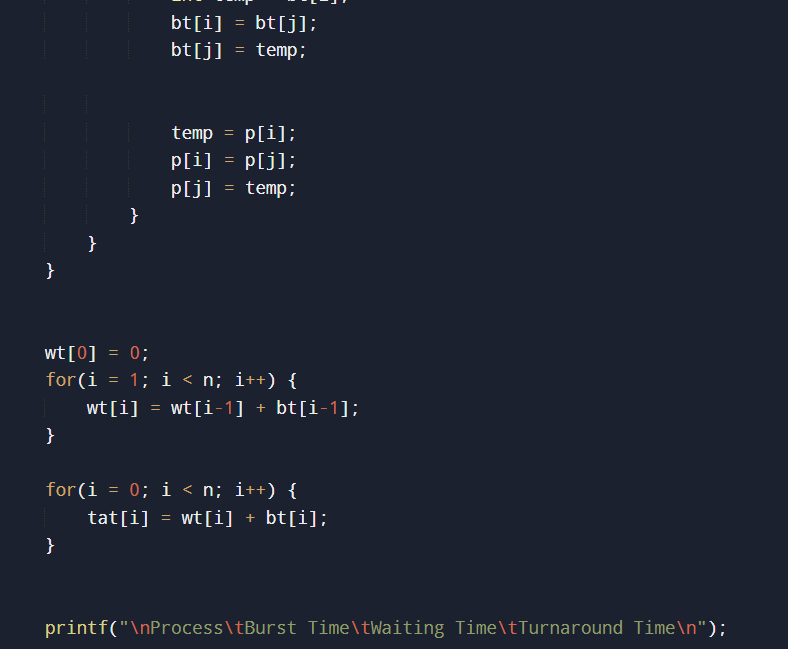 bt[i] = bt[j];
bt[j] = temp;
temp = p[i];
p[i] = p[j];
p[j] = temp;
}
}
}
wt[0] = 0;
for(i = 1; i < n; i++) {
wt[i] = wt[i-1] + bt[i-1];
}
for(i = 0; i < n; i++) {
tat[i] = wt[i] + bt[i];
}
printf("\nProcess\tBurst Time\tWaiting Time\tTurnaround Time\n");